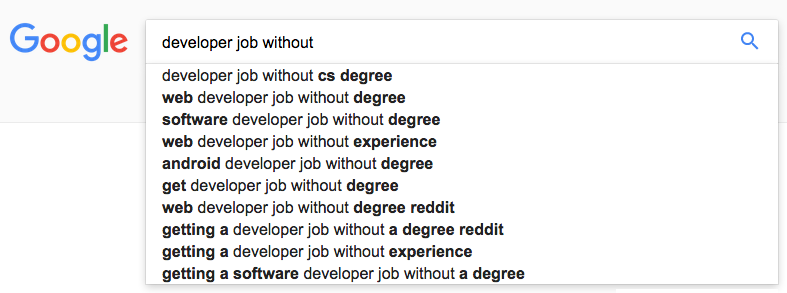 Google
developer job without
developer job without cs degree
web developer job without degree
software developer job without degree
web developer job without experience
android developer job without degree
get developer job without degree
web developer job without degree reddit
getting a developer job without a degree reddit
getting a developer job without experience
getting a software developer job without a degree